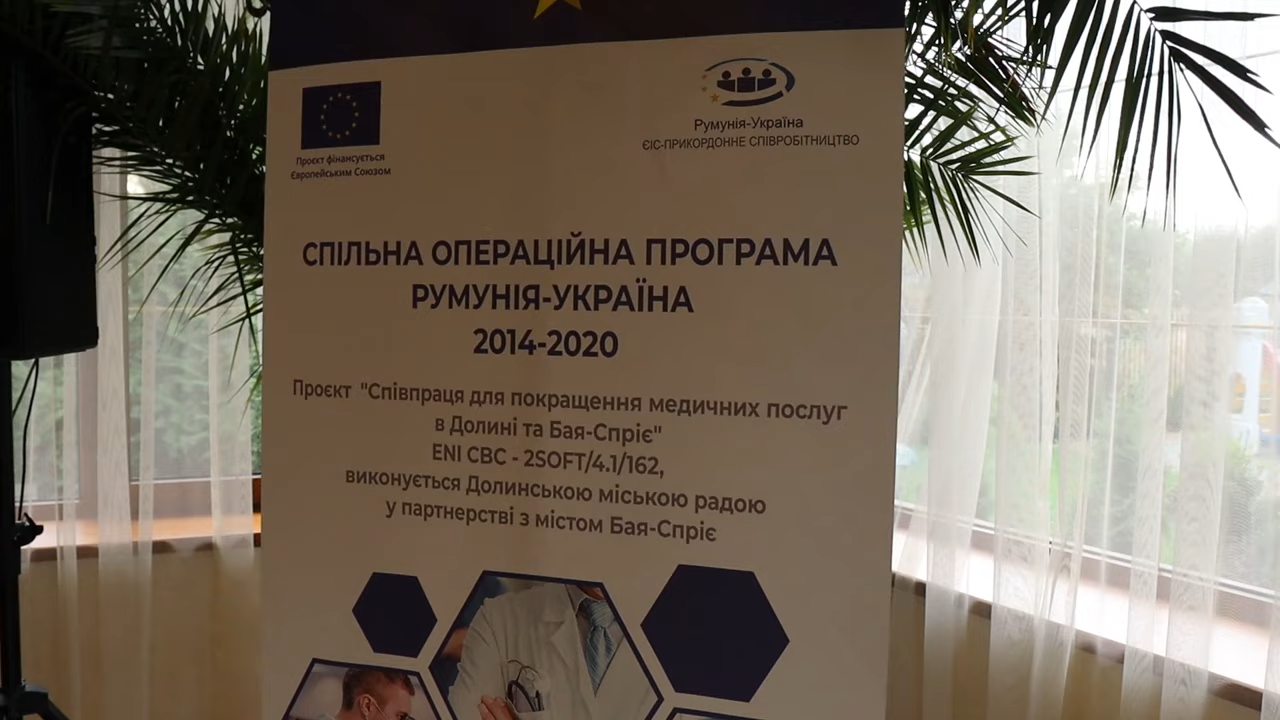 Проєкт фінансується
Європейським Союзом
Румунія-Україна
ЄІС-ПРИКОРДОННЕ СПІВРОБІТНИЦТВО
СПІЛЬНА ОПЕРАЦІЙНА ПРОГРАМА
РУМУНІЯ-УКРАЇНА
2014-2020
Проєкт "Співпраця для покращення медичних послуг
в Долині та Бая-Спріє"
ENI CBC - 2SOFT/4.1/162,
виконується Долинською міською радою
у партнерстві з містом Бая-Спріє